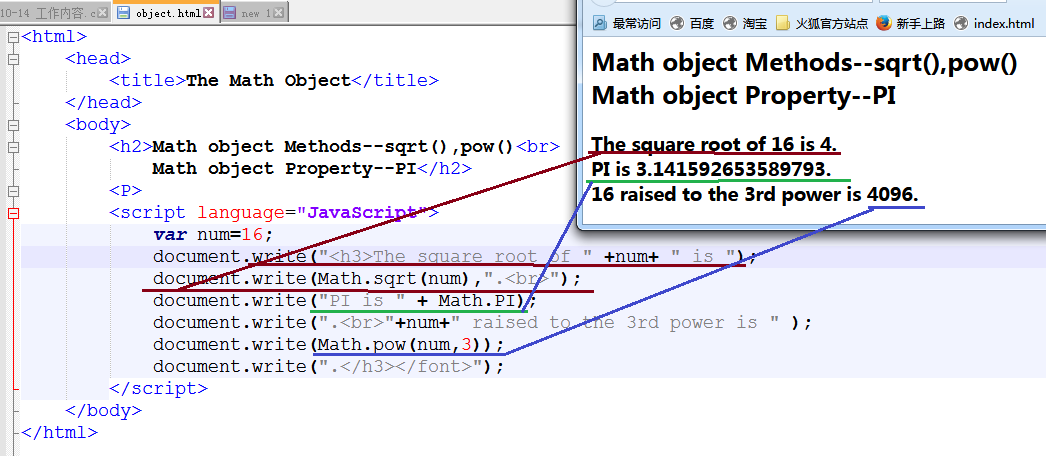 10-14 工作内容.c
object.html
new 1
<html>
<head>
<title>The Math Object</title>
</head>
<body>
<h2>Math object Methods--sqrt(),pow()<br>
Math object Property--PI</h2>
<P>
<script language="JavaScript">
var num=16;
document.write("<h3>The square root of " +num+ " is ");
document.write(Math.sqrt(num),".<br>");
document.write("PI is " + Math.PI);
document.write(".<br>"+num+" raised to the 3rd power is " );
document.write(Math.pow(num,3));
document.write(".</h3></font>");
</script>
</body>
</html>
最常访问 百度 淘宝 火狐官方站点 新手上路 index.html
Math object Methods--sqrt(),pow()
Math object Property--PI
The square root of 16 is 4.
PI is 3.141592653589793.
16 raised to the 3rd power is 4096.